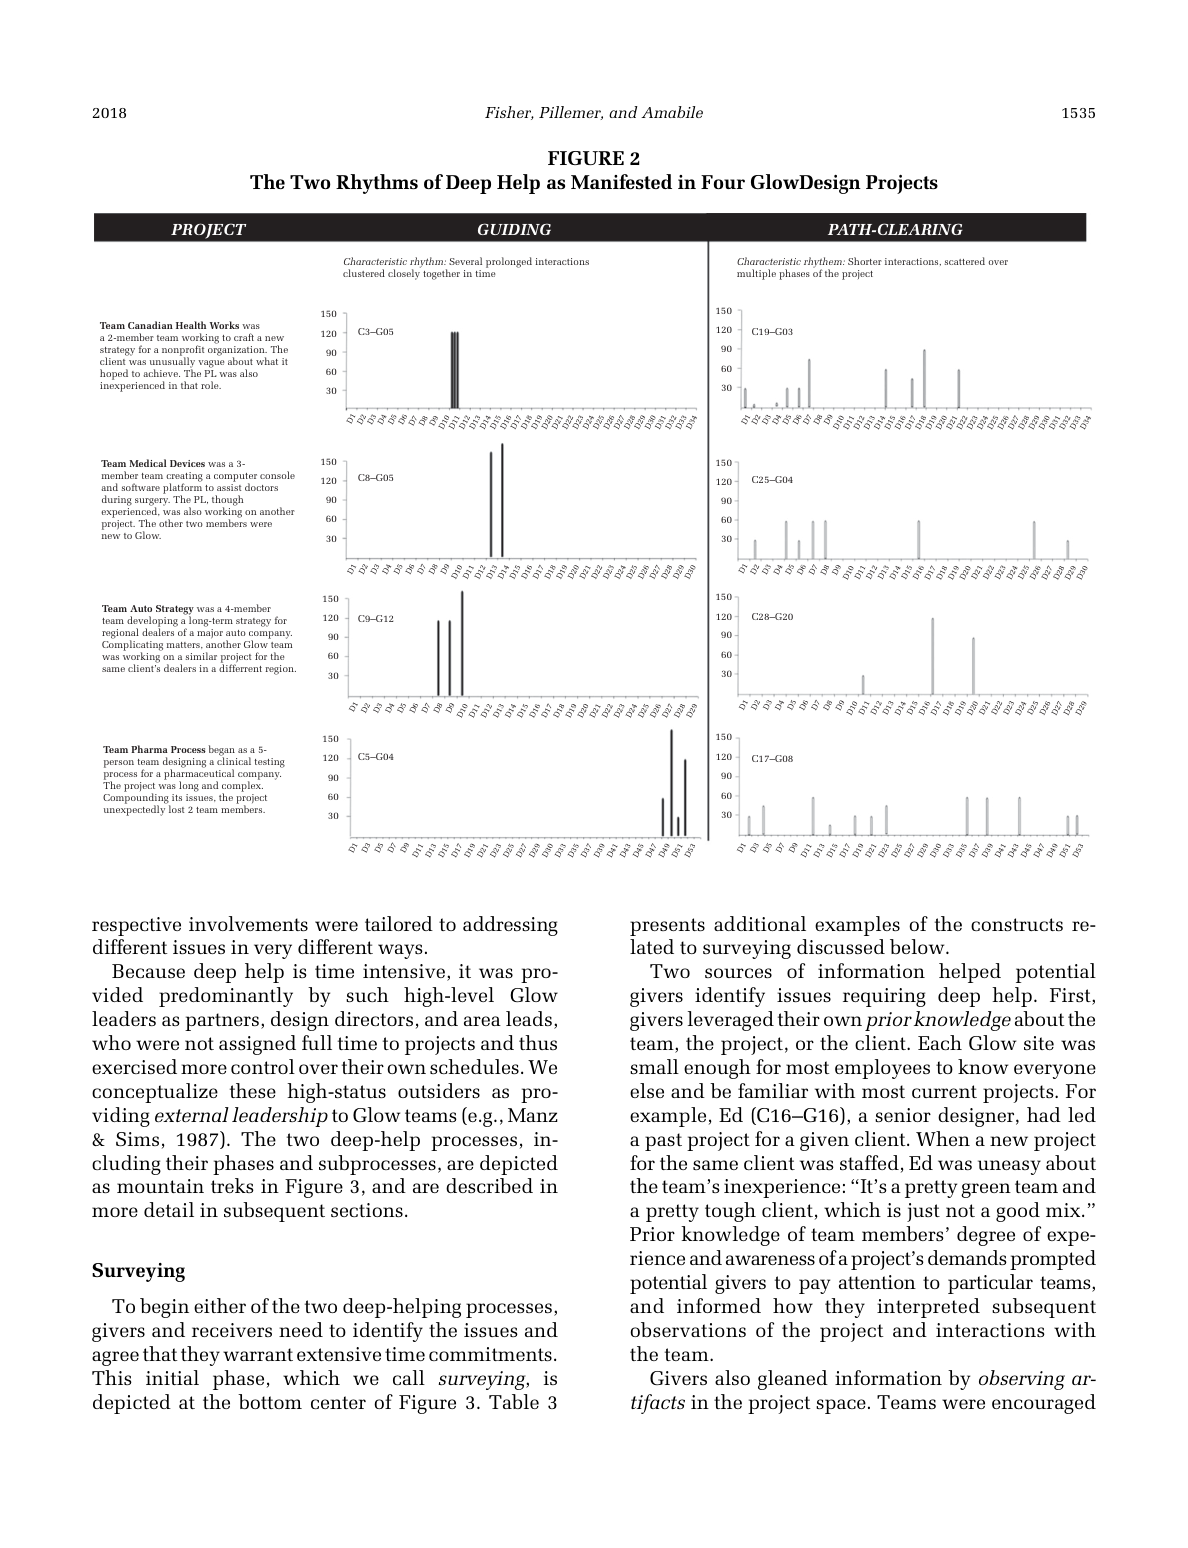 2018
Fisher, Pillemer, and Amabile
1535
FIGURE 2
The Two Rhythms of Deep Help as Manifested in Four GlowDesign Projects
PROJECT
GUIDING
PATH-CLEARING
Characteristic rhythm: Several prolonged interactions
clustered closely together in time
Characteristic rhythem: Shorter interactions, scattered over
multiple phases of the project
Team Canadian Health Works was
a 2-member team working to craft a new
strategy for a nonprofit organization. The
client was unusually vague about what it
hoped to achieve. The PL was also
inexperienced in that role.
150
120
90
60
30
C3–G05
D1 D2 D3 D4 D5 D6 D7 D8 D9 D10 D11 D12 D13 D14 D15 D16 D17 D18 D19 D20 D21 D22 D23 D24 D25 D26 D27 D28 D29 D30 D31 D32 D33 D34
150
120
90
60
30
C19–G03
D1 D2 D3 D4 D5 D6 D7 D8 D9 D10 D11 D12 D13 D14 D15 D16 D17 D18 D19 D20 D21 D22 D23 D24 D25 D26 D27 D28 D29 D30 D31 D32 D33 D34
Team Medical Devices was a 3-
member team creating a computer console
and software platform to assist doctors
during surgery. The PL, though
experienced, was also working on another
project. The other two members were
new to Glow.
150
120
90
60
30
C8–G05
D1 D2 D3 D4 D5 D6 D7 D8 D9 D10 D11 D12 D13 D14 D15 D16 D17 D18 D19 D20 D21 D22 D23 D24 D25 D26 D27 D28 D29 D30
150
120
90
60
30
C25–G04
D1 D2 D3 D4 D5 D6 D7 D8 D9 D10 D11 D12 D13 D14 D15 D16 D17 D18 D19 D20 D21 D22 D23 D24 D25 D26 D27 D28 D29 D30
Team Auto Strategy was a 4-member
team developing a long-term strategy for
regional dealers of a major auto company.
Complicating matters, another Glow team
was working on a similar project for the
same client's dealers in a differrent region.
150
120
90
60
30
C9–G12
D1 D2 D3 D4 D5 D6 D7 D8 D9 D10 D11 D12 D13 D14 D15 D16 D17 D18 D19 D20 D21 D22 D23 D24 D25 D26 D27 D28 D29
150
120
90
60
30
C28–G20
D1 D2 D3 D4 D5 D6 D7 D8 D9 D10 D11 D12 D13 D14 D15 D16 D17 D18 D19 D20 D21 D22 D23 D24 D25 D26 D27 D28 D29
Team Pharma Process began as a 5-
person team designing a clinical testing
process for a pharmaceutical company.
The project was long and complex.
Compounding its issues, the project
unexpectedly lost 2 team members.
150
120
90
60
30
C5–G04
D1 D3 D5 D7 D9 D11 D13 D15 D17 D19 D21 D23 D25 D27 D29 D30 D33 D35 D37 D39 D41 D43 D45 D47 D49 D51 D53
150
120
90
60
30
C17–G08
D1 D3 D5 D7 D9 D11 D13 D15 D17 D19 D21 D23 D25 D27 D29 D30 D33 D35 D37 D39 D41 D43 D45 D47 D49 D51 D53
respective involvements were tailored to addressing
different issues in very different ways.
Because deep help is time intensive, it was pro-
vided predominantly by such high-level Glow
leaders as partners, design directors, and area leads,
who were not assigned full time to projects and thus
exercised more control over their own schedules. We
conceptualize these high-status outsiders as pro-
viding external leadership to Glow teams (e.g., Manz
& Sims, 1987). The two deep-help processes, in-
cluding their phases and subprocesses, are depicted
as mountain treks in Figure 3, and are described in
more detail in subsequent sections.
Surveying
To begin either of the two deep-helping processes,
givers and receivers need to identify the issues and
agree that they warrant extensive time commitments.
This initial phase, which we call surveying, is
depicted at the bottom center of Figure 3. Table 3
presents additional examples of the constructs re-
lated to surveying discussed below.
Two sources of information helped potential
givers identify issues requiring deep help. First,
givers leveraged their own prior knowledge about the
team, the project, or the client. Each Glow site was
small enough for most employees to know everyone
else and be familiar with most current projects. For
example, Ed (C16–G16), a senior designer, had led
a past project for a given client. When a new project
for the same client was staffed, Ed was uneasy about
the team's inexperience: “It's a pretty green team and
a pretty tough client, which is just not a good mix.”
Prior knowledge of team members' degree of expe-
rience and awareness of a project's demands prompted
potential givers to pay attention to particular teams,
and informed how they interpreted subsequent
observations of the project and interactions with
the team.
Givers also gleaned information by observing ar-
tifacts in the project space. Teams were encouraged